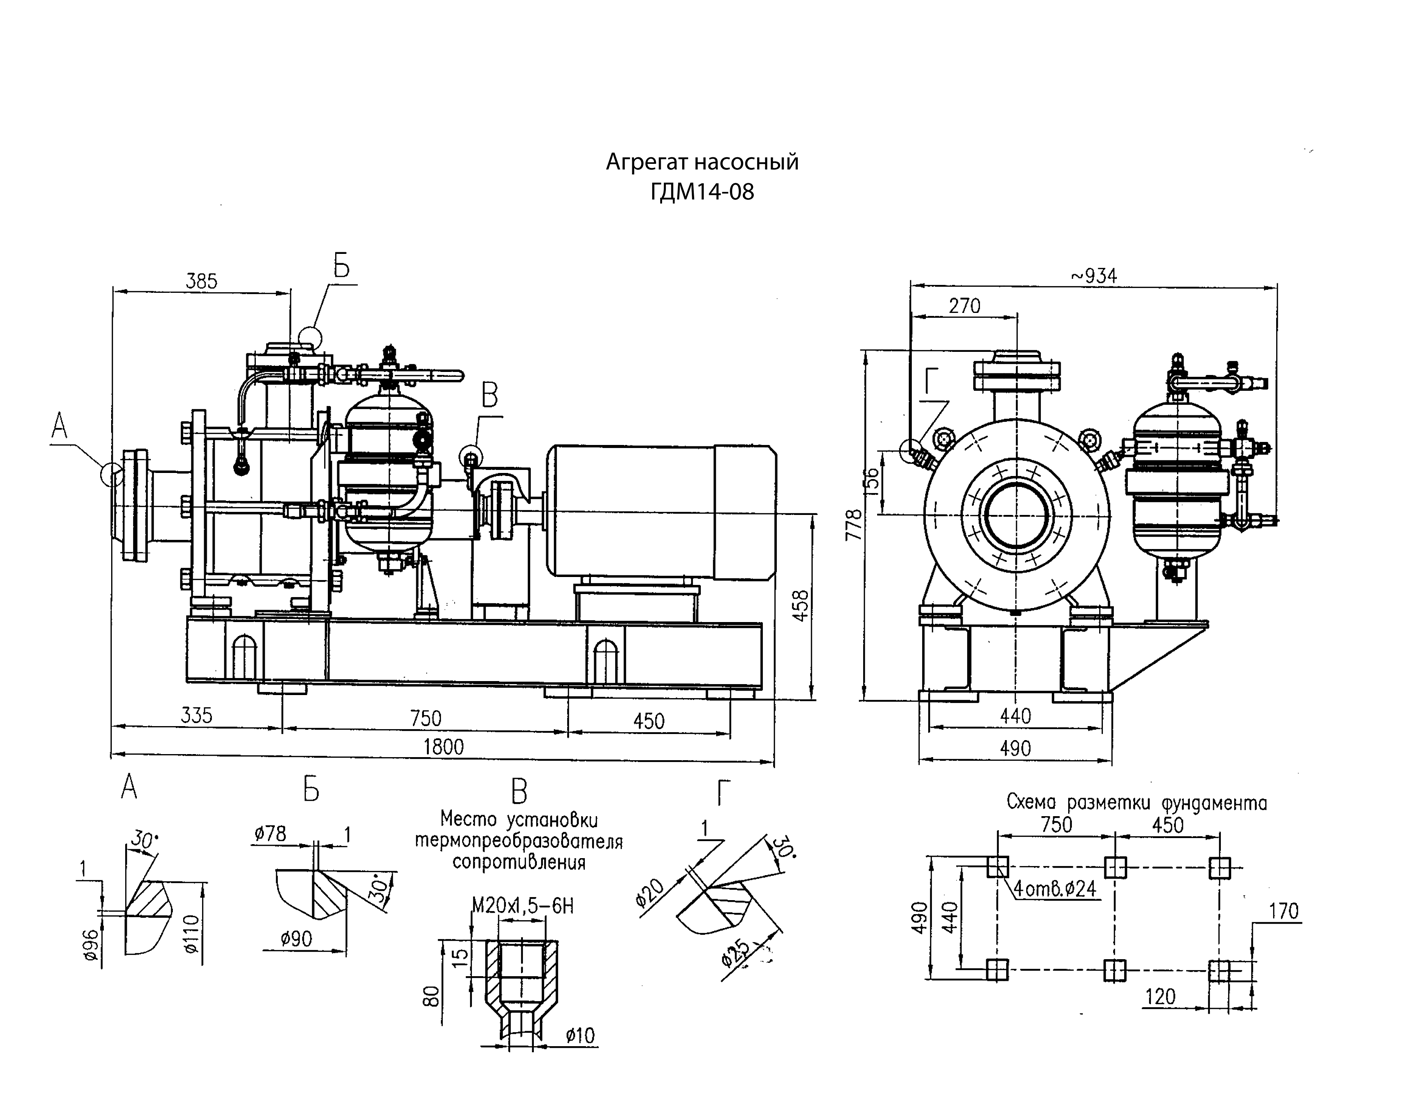 Агрегат насосный
ГДМ14-08
Б
385
А
В
458
335
750
450
1800
~934
270
Г
156
778
440
490
А
30°
1
ø96
ø110
Б
ø78
1
30°
ø90
В
Место установки
термопреобразователя
сопротивления
М20х1,5-6Н
15
80
ø10
Г
1
30°
ø20
ø25
Схема разметки фундамента
750
450
4отв.ø24
490
440
170
120